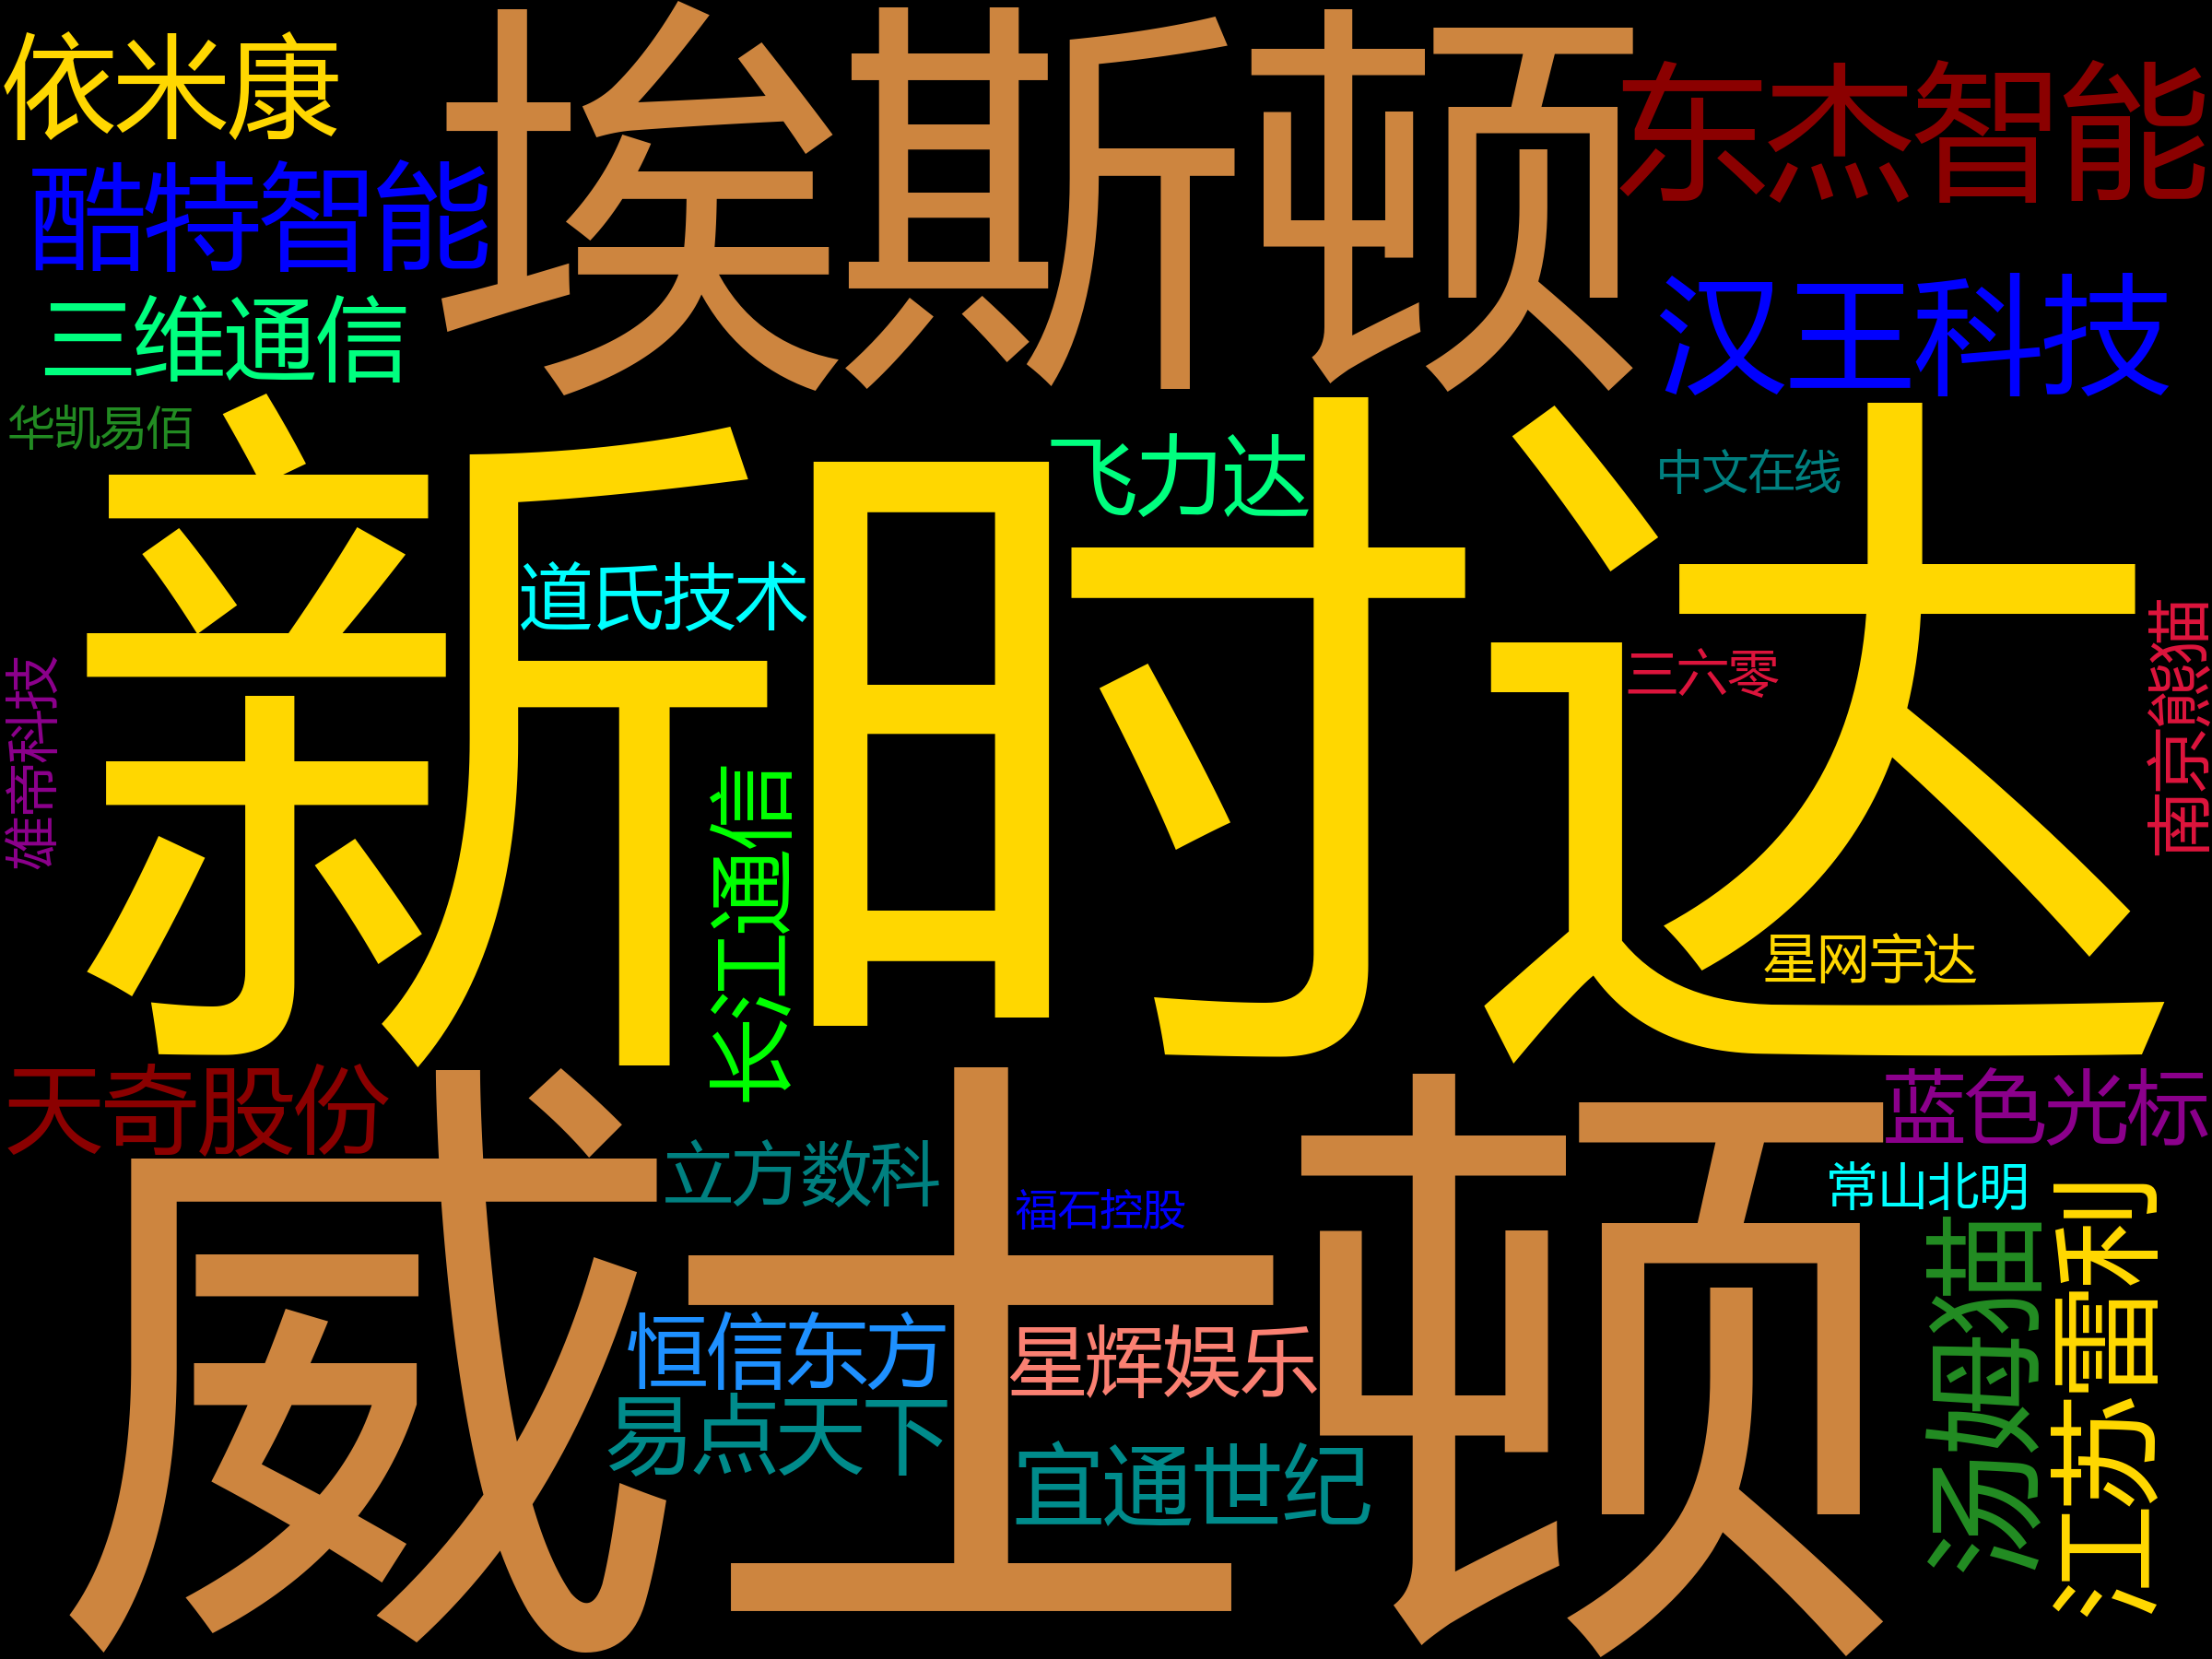 依米康
埃斯顿
东杰智能
酷特智能
汉王科技
三维通信
华凯易佰
新时达
飞力达
中文在线
道氏技术
三六零
南京熊猫
维帝科技
长江通信
星网宇达
天奇股份
威士顿
蓝色光标
立方数科
常山北明
福石控股
江苏雷利
汤姆猫
恒信东方
星辉娱乐
易点天下
宜通世纪